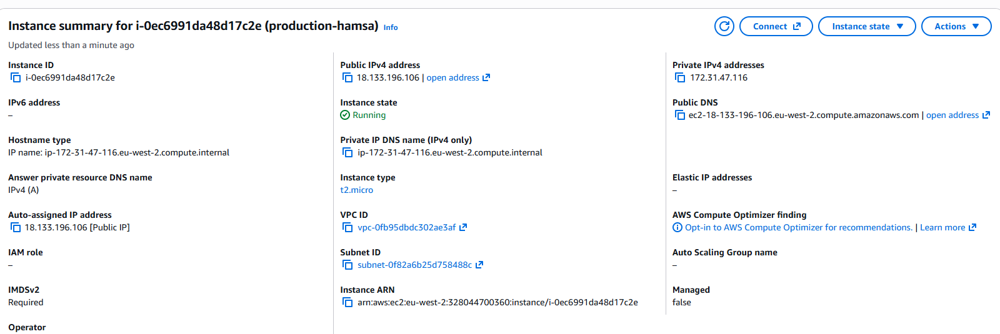 Instance summary for i-0ec6991da48d17c2e (production-hamsa) Info
Connect
Instance state
Actions
Updated less than a minute ago
Instance ID
i-0ec6991da48d17c2e
Public IPv4 address
18.133.196.106 | open address
Private IPv4 addresses
172.31.47.116
IPv6 address
–
Instance state
Running
Public DNS
ec2-18-133-196-106.eu-west-2.compute.amazonaws.com | open address
Hostname type
IP name: ip-172-31-47-116.eu-west-2.compute.internal
Private IP DNS name (IPv4 only)
ip-172-31-47-116.eu-west-2.compute.internal
Answer private resource DNS name
IPv4 (A)
Instance type
t2.micro
Elastic IP addresses
–
Auto-assigned IP address
18.133.196.106 [Public IP]
VPC ID
vpc-0fb95dbdc302ae3af
AWS Compute Optimizer finding
Opt-in to AWS Compute Optimizer for recommendations. | Learn more
IAM role
–
Subnet ID
subnet-0f82a6b25d758488c
Auto Scaling Group name
–
IMDSv2
Required
Instance ARN
arn:aws:ec2:eu-west-2:328044700360:instance/i-0ec6991da48d17c2e
Managed
false
Operator